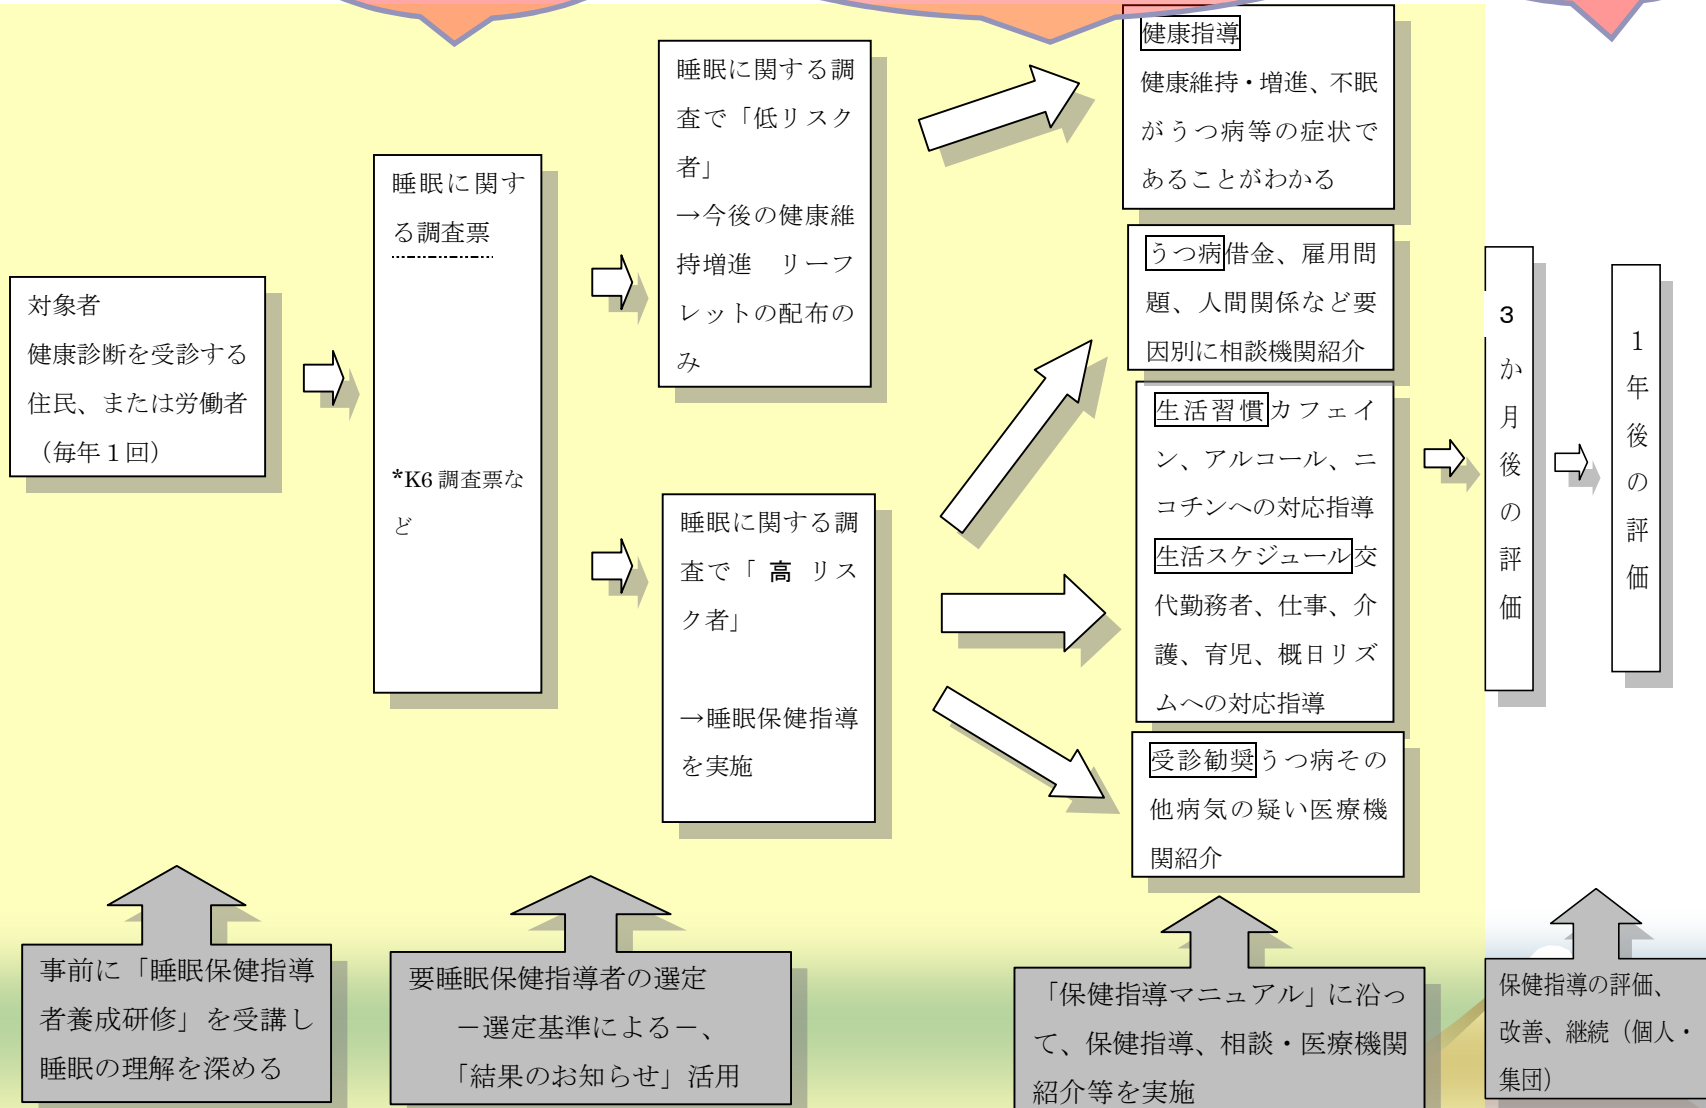 対象者
健康診断を受診する
住民、または労働者
（毎年１回）
睡眠に関す
る調査票
*K6 調査票な
ど
睡眠に関する調
査で「低リスク
者」
→今後の健康維
持増進　リーフ
レットの配布の
み
睡眠に関する調
査で「 高 リス
ク者」
→睡眠保健指導
を実施
健康指導
健康維持・増進、不眠
がうつ病等の症状で
あることがわかる
うつ病借金、雇用問
題、人間関係など要
因別に相談機関紹介
生活習慣カフェイ
ン、アルコール、ニ
コチンへの対応指導
生活スケジュール交
代勤務者、仕事、介
護、育児、概日リズ
ムへの対応指導
受診勧奨うつ病その
他病気の疑い医療機
関紹介
3か月後の評価
１年後の評価
事前に「睡眠保健指導
者養成研修」を受講し
睡眠の理解を深める
要睡眠保健指導者の選定
－選定基準による－、
「結果のお知らせ」活用
「保健指導マニュアル」に沿っ
て、保健指導、相談・医療機関
紹介等を実施
保健指導の評価、
改善、継続（個人・
集団）